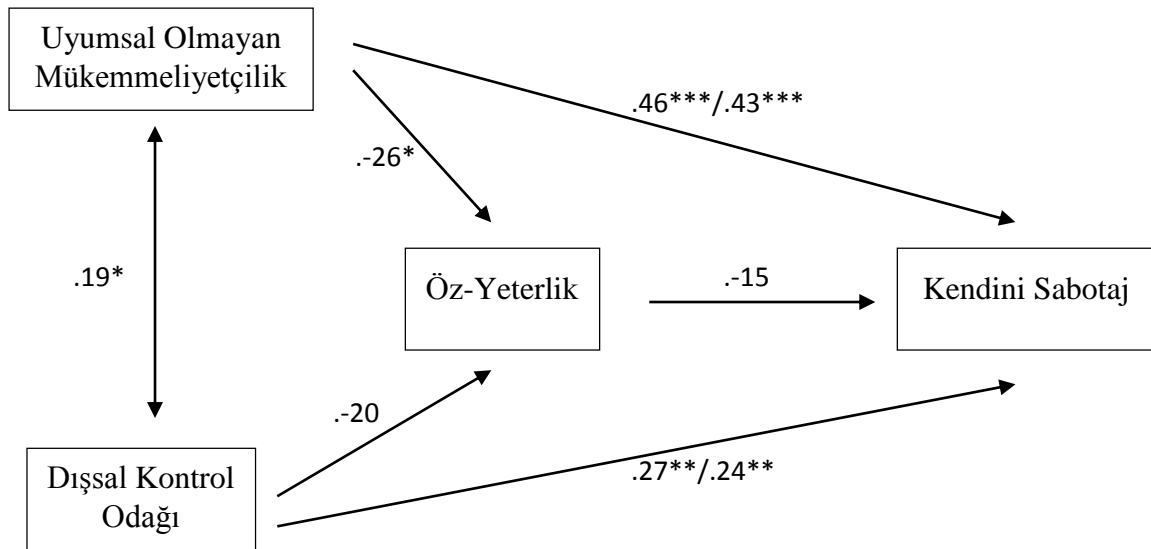 Uyumsal Olmayan
Mükemmeliyetçilik
.46***/.43***
.-26*
.19*
Öz-Yeterlik
.-15
Kendini Sabotaj
.-20
.27**/.24**
Dışsal Kontrol
Odağı